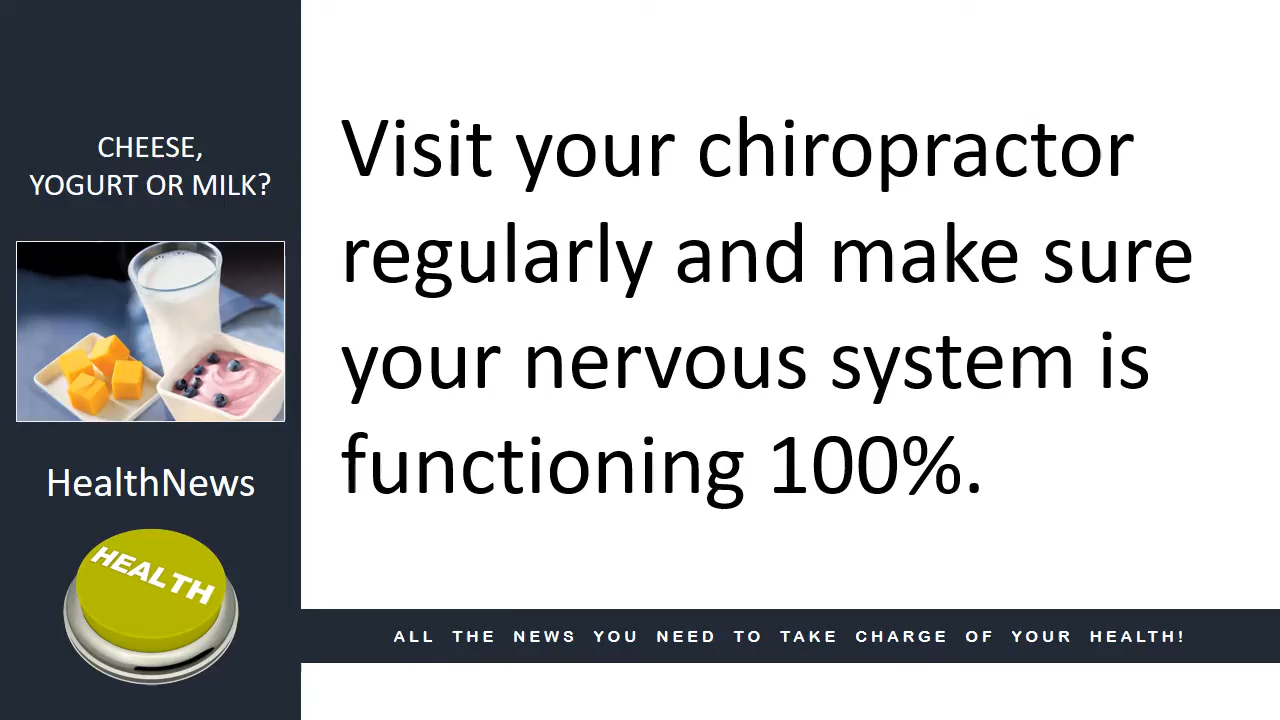 CHEESE,
YOGURT OR MILK?
HealthNews
HEALTH
Visit your chiropractor
regularly and make sure
your nervous system is
functioning 100%.
ALL THE NEWS YOU NEED TO TAKE CHARGE OF YOUR HEALTH!